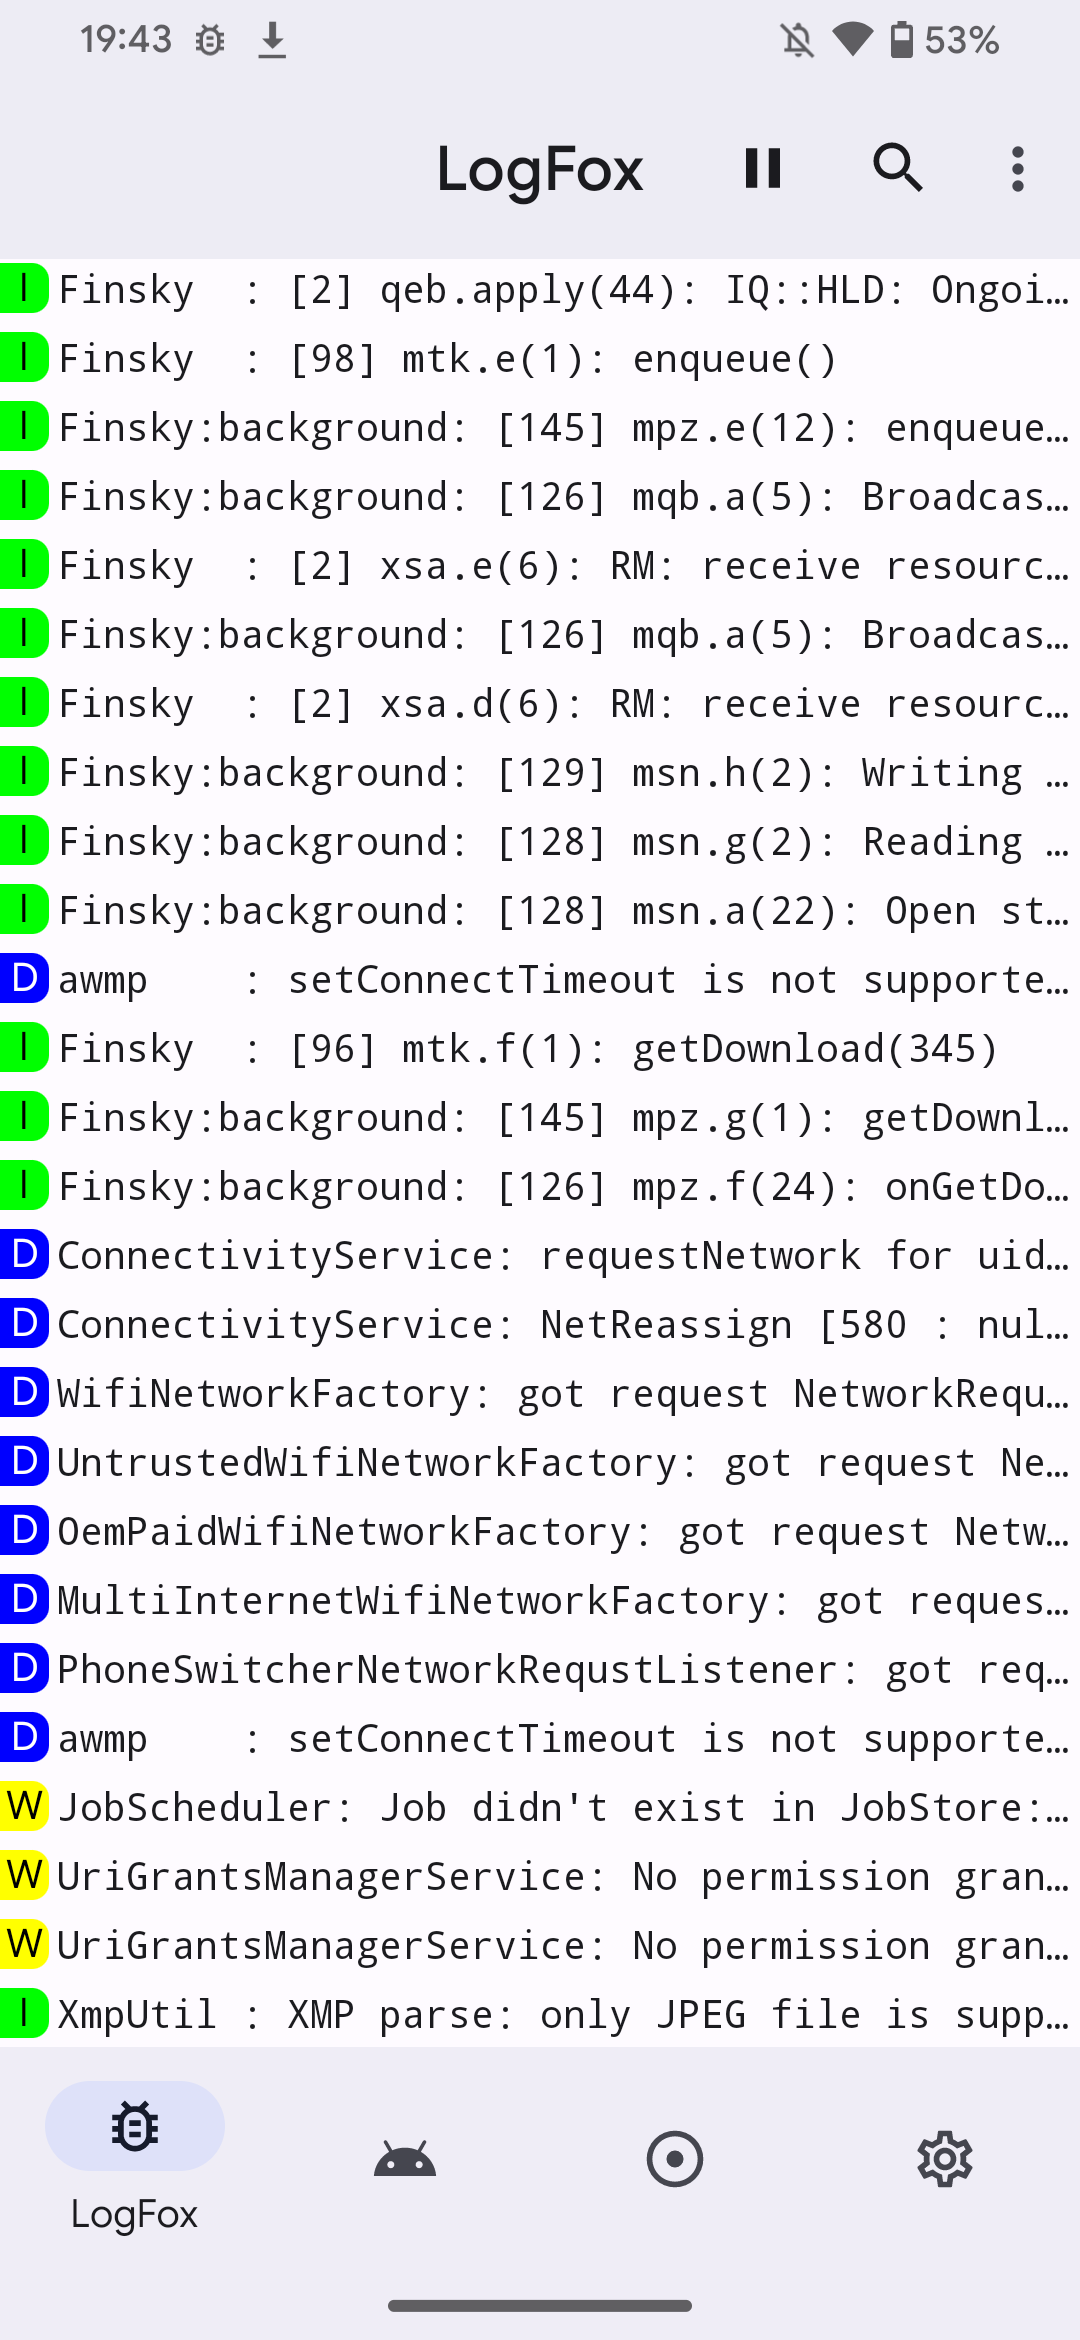 19:43 53%
LogFox
I Finsky : [2] qeb.apply(44): IQ::HLD: Ongoi…
I Finsky : [98] mtk.e(1): enqueue()
I Finsky:background: [145] mpz.e(12): enqueue…
I Finsky:background: [126] mqb.a(5): Broadcas…
I Finsky : [2] xsa.e(6): RM: receive resourc…
I Finsky:background: [126] mqb.a(5): Broadcas…
I Finsky : [2] xsa.d(6): RM: receive resourc…
I Finsky:background: [129] msn.h(2): Writing …
I Finsky:background: [128] msn.g(2): Reading …
I Finsky:background: [128] msn.a(22): Open st…
D awmp : setConnectTimeout is not supporte…
I Finsky : [96] mtk.f(1): getDownload(345)
I Finsky:background: [145] mpz.g(1): getDownl…
I Finsky:background: [126] mpz.f(24): onGetDo…
D ConnectivityService: requestNetwork for uid…
D ConnectivityService: NetReassign [580 : nul…
D WifiNetworkFactory: got request NetworkRequ…
D UntrustedWifiNetworkFactory: got request Ne…
D OemPaidWifiNetworkFactory: got request Netw…
D MultiInternetWifiNetworkFactory: got reques…
D PhoneSwitcherNetworkRequstListener: got req…
D awmp : setConnectTimeout is not supporte…
W JobScheduler: Job didn't exist in JobStore:…
W UriGrantsManagerService: No permission gran…
W UriGrantsManagerService: No permission gran…
I XmpUtil : XMP parse: only JPEG file is supp…
LogFox